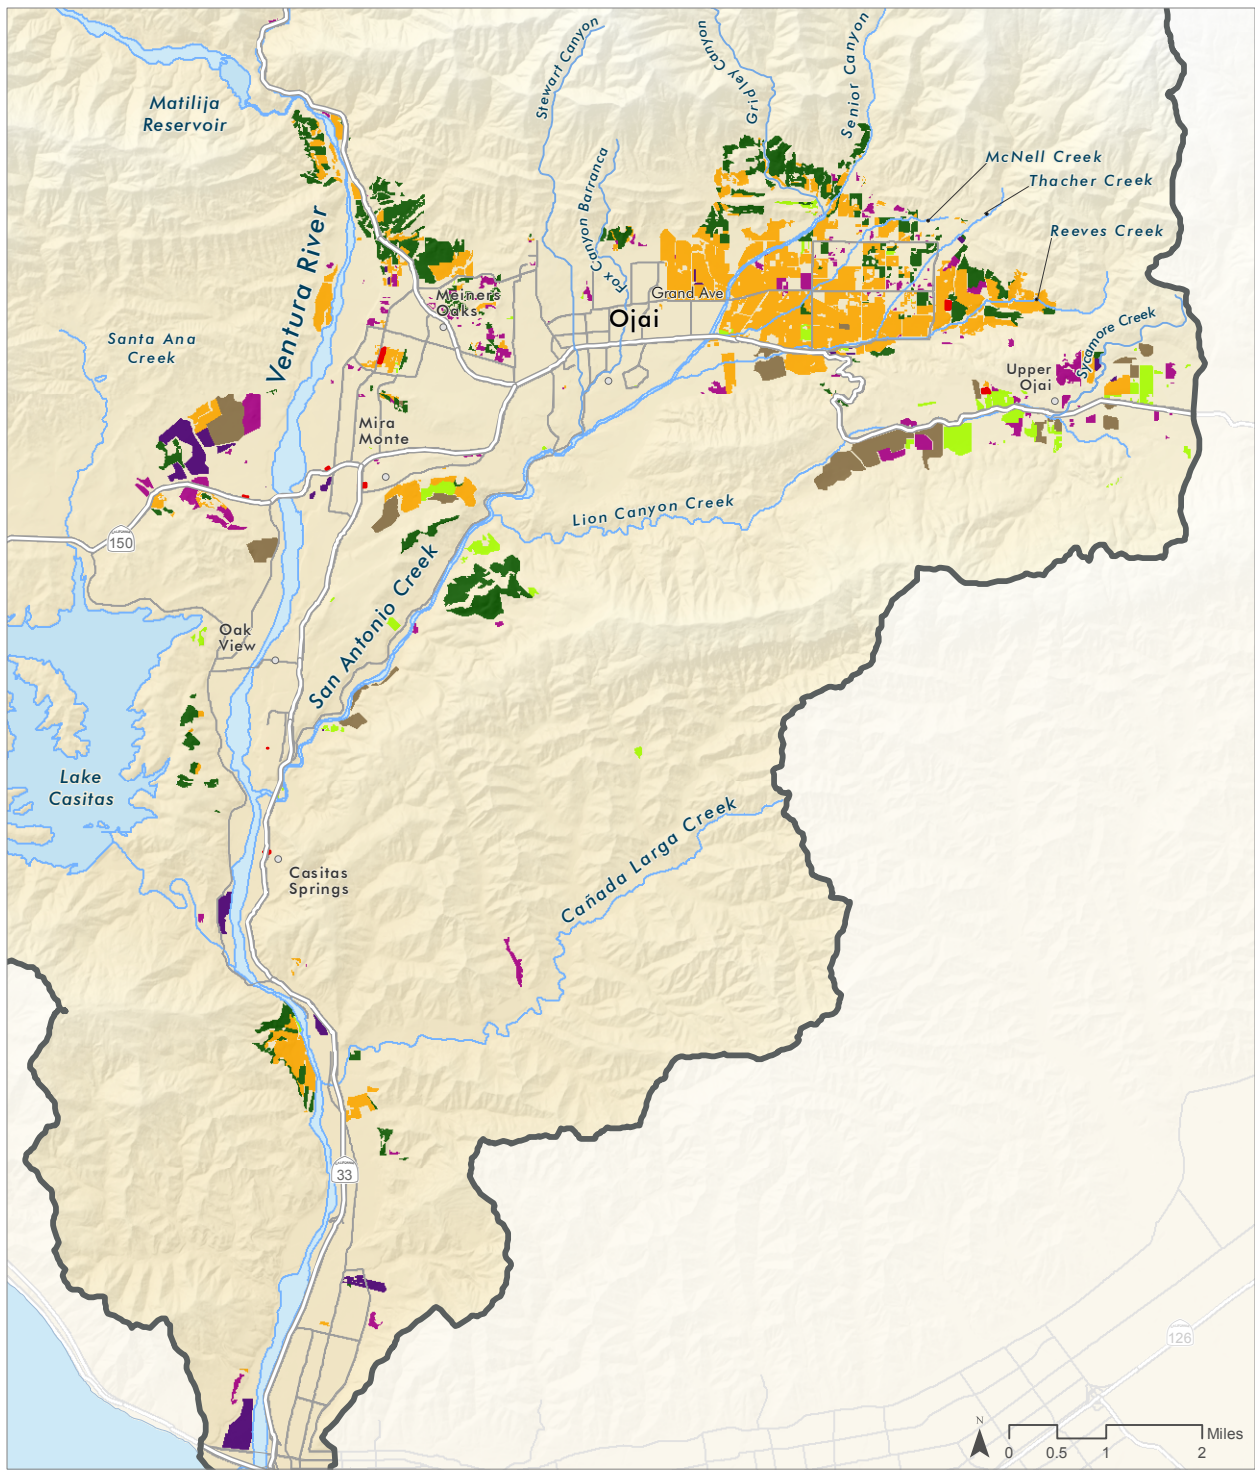 Stewart Canyon
Gridley Canyon
Senior Canyon
Matilija
Reservoir
McNell Creek
Thacher Creek
Reeves Creek
Fox Canyon Barranca
Ventura River
Meiners
Oaks
Grand Ave
Ojai
Santa Ana
Creek
Sycamore Creek
Upper
Ojai
Mira
Monte
Lion Canyon Creek
150
San Antonio Creek
Oak
View
Lake
Casitas
Cañada Larga Creek
Casitas
Springs
CALIFORNIA
33
126
N
Miles
0 0.5 1 2